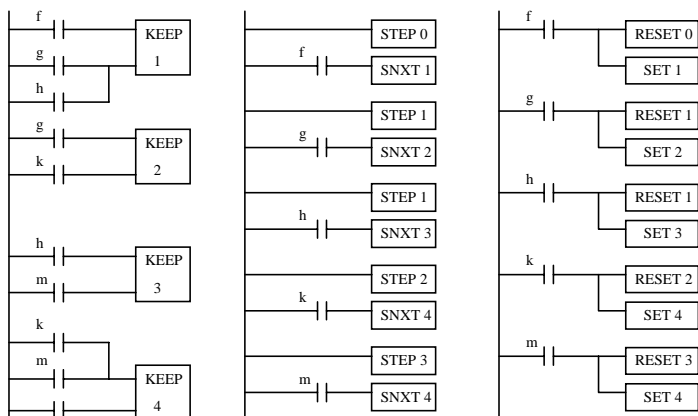 f
KEEP
1
g
h
g
KEEP
2
k
h
KEEP
3
m
k
m
KEEP
4
STEP 0
f
SNXT 1
STEP 1
g
SNXT 2
STEP 1
h
SNXT 3
STEP 2
k
SNXT 4
STEP 3
m
SNXT 4
f
RESET 0
SET 1
g
RESET 1
SET 2
h
RESET 1
SET 3
k
RESET 2
SET 4
m
RESET 3
SET 4